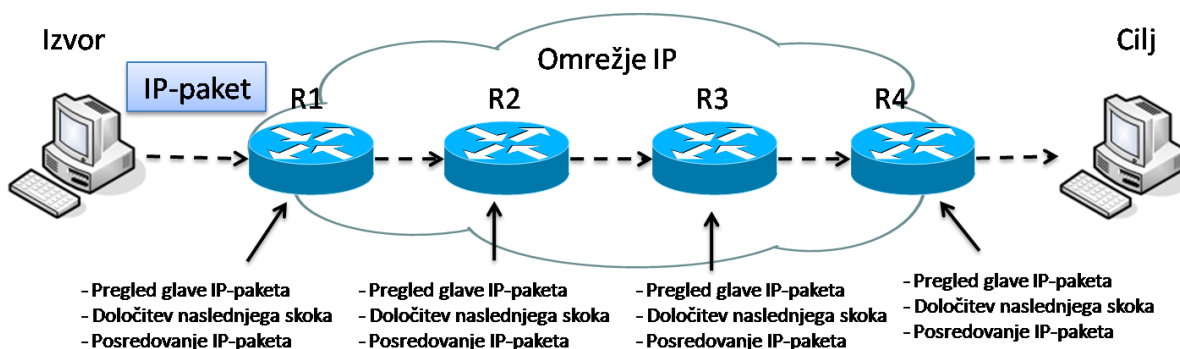 Izvor
Cilj
Omrežje IP
IP-paket
R1
R2
R3
R4
- Pregled glave IP-paketa
- Določitev naslednjega skoka
- Posredovanje IP-paketa
- Pregled glave IP-paketa
- Določitev naslednjega skoka
- Posredovanje IP-paketa
- Pregled glave IP-paketa
- Določitev naslednjega skoka
- Posredovanje IP-paketa
- Pregled glave IP-paketa
- Določitev naslednjega skoka
- Posredovanje IP-paketa